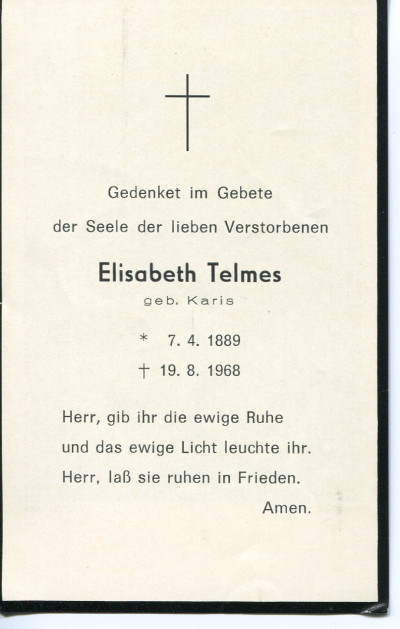 Gedenket im Gebete
der Seele der lieben Verstorbenen
Elisabeth Telmes
geb. Karis
* 7. 4. 1889
† 19. 8. 1968
Herr, gib ihr die ewige Ruhe
und das ewige Licht leuchte ihr.
Herr, laß sie ruhen in Frieden.
Amen.